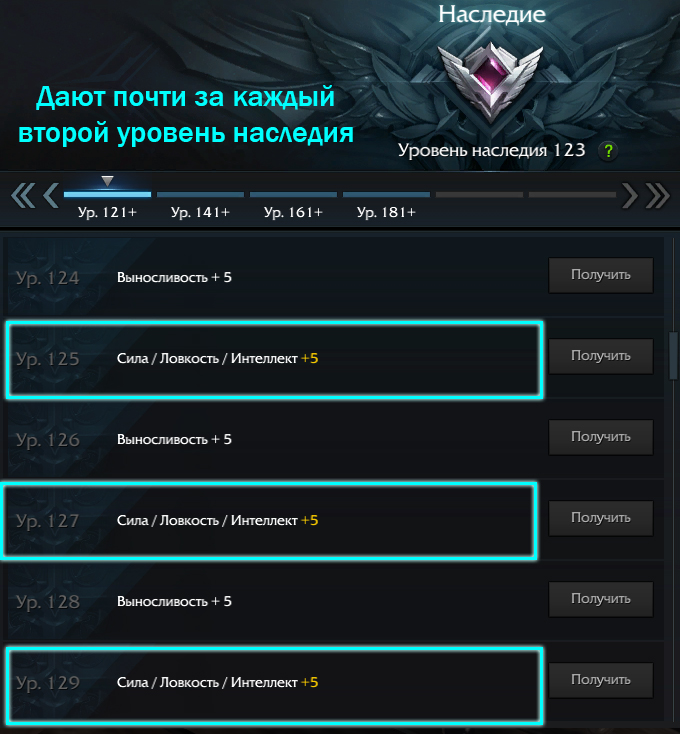 Наследие
Дают почти за каждый
второй уровень наследия
Уровень наследия 123 ?
Ур. 121+ Ур. 141+ Ур. 161+ Ур. 181+
Ур. 124 Выносливость + 5 Получить
Ур. 125 Сила / Ловкость / Интеллект +5 Получить
Ур. 126 Выносливость + 5 Получить
Ур. 127 Сила / Ловкость / Интеллект +5 Получить
Ур. 128 Выносливость + 5 Получить
Ур. 129 Сила / Ловкость / Интеллект +5 Получить